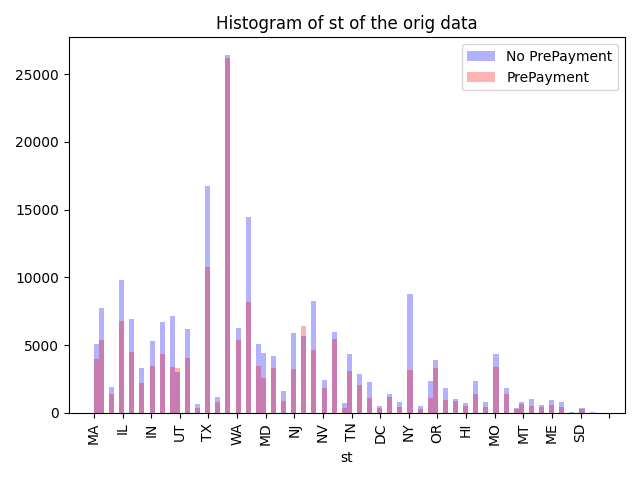 Histogram of st of the orig data
No PrePayment
PrePayment
25000
20000
15000
10000
5000
0
MA IL IN UT TX WA MD NJ NV TN DC NY OR HI MO MT ME SD
st